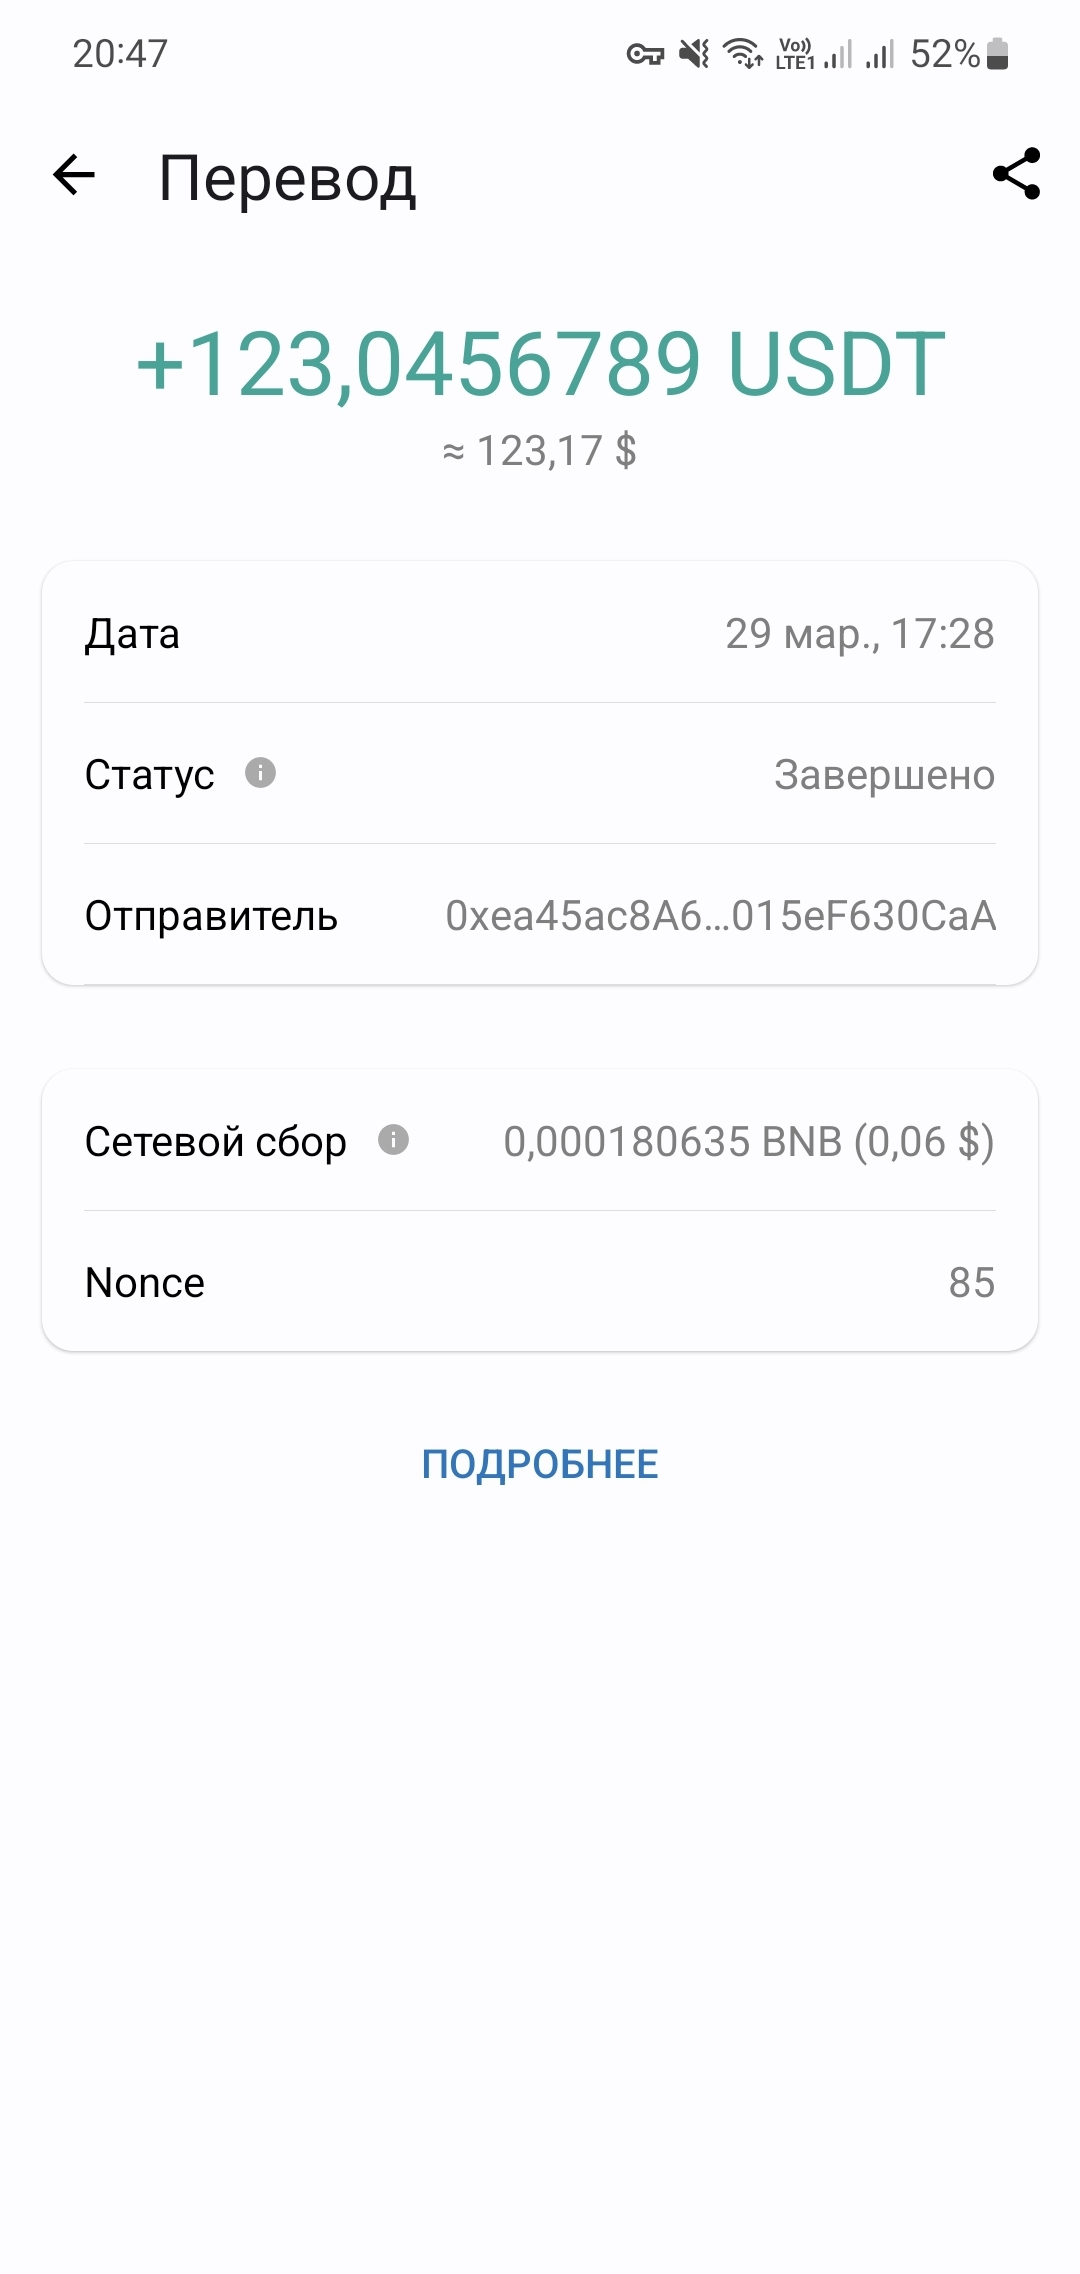 20:47 Vo)) LTE1 52%
Перевод
+123,0456789 USDT
≈ 123,17 $
Дата 29 мар., 17:28
Статус Завершено
Отправитель 0xea45ac8A6...015eF630CaA
Сетевой сбор 0,000180635 BNB (0,06 $)
Nonce 85
ПОДРОБНЕЕ